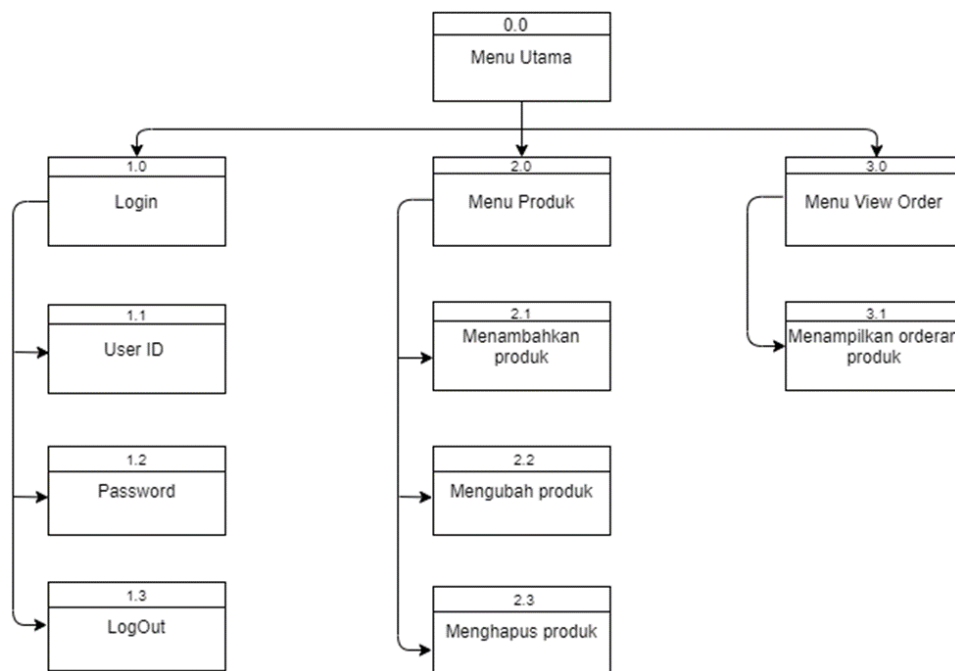 0.0
Menu Utama
1.0
Login
2.0
Menu Produk
3.0
Menu View Order
1.1
User ID
2.1
Menambahkan
produk
3.1
Menampilkan orderan
produk
1.2
Password
2.2
Mengubah produk
1.3
LogOut
2.3
Menghapus produk